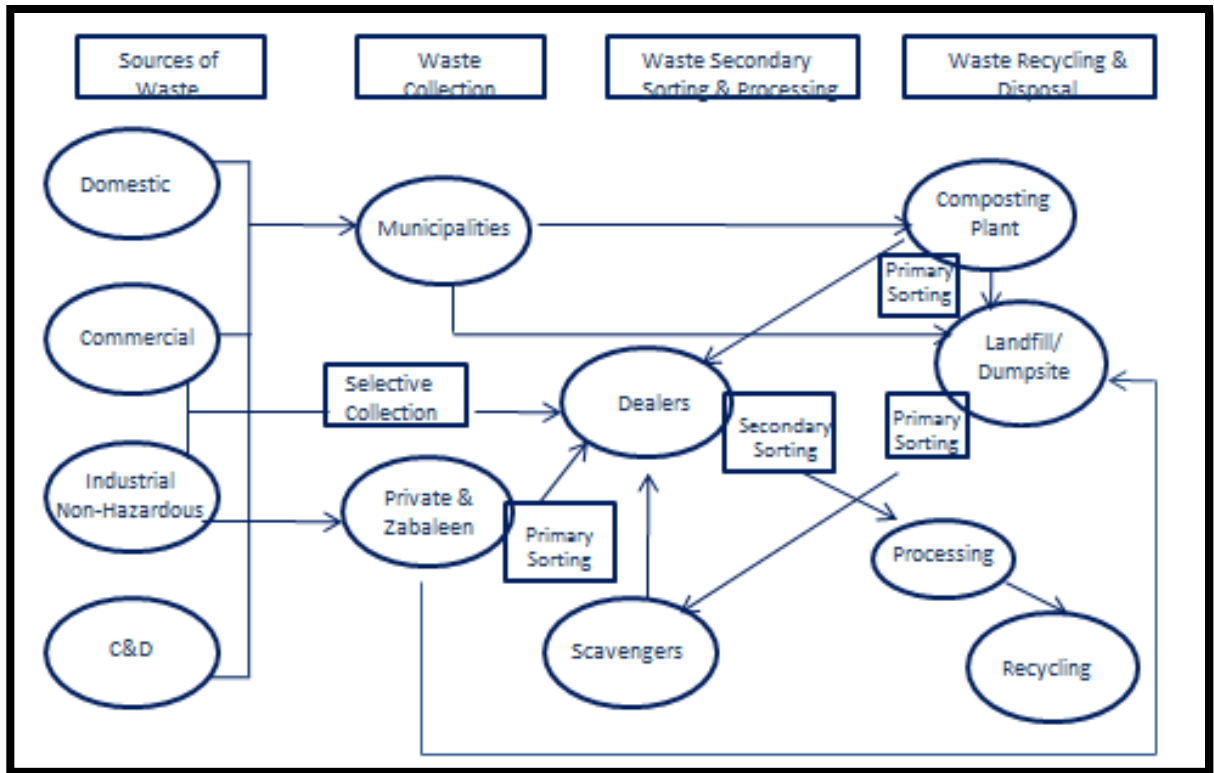 Sources of
Waste
Waste
Collection
Waste Secondary
Sorting & Processing
Waste Recycling &
Disposal
Domestic
Municipalities
Composting
Plant
Primary
Sorting
Commercial
Landfill/
Dumpsite
Selective
Collection
Dealers
Secondary
Sorting
Primary
Sorting
Industrial
Non-Hazardous
Private &
Zabaleen
Primary
Sorting
Processing
C&D
Scavengers
Recycling